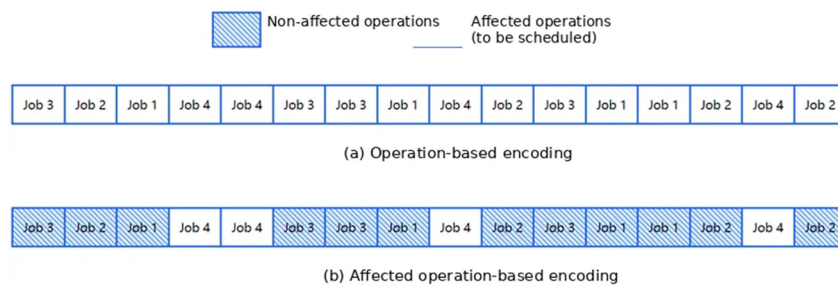 Non-affected operations
Affected operations
(to be scheduled)
Job 3 Job 2 Job 1 Job 4 Job 4 Job 3 Job 3 Job 1 Job 4 Job 2 Job 3 Job 1 Job 1 Job 2 Job 4 Job 2
(a) Operation-based encoding
Job 3 Job 2 Job 1 Job 4 Job 4 Job 3 Job 3 Job 1 Job 4 Job 2 Job 3 Job 1 Job 1 Job 2 Job 4 Job 2
(b) Affected operation-based encoding